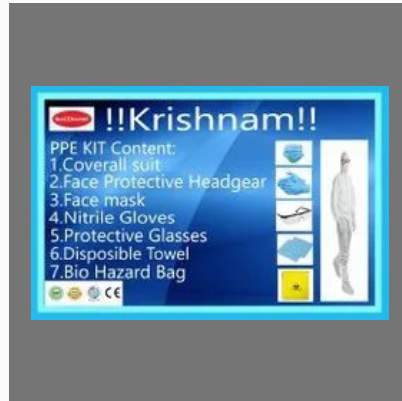 !!Krishnam!!
PPE KIT Content:
1.Coverall suit
2.Face Protective Headgear
3.Face mask
4.Nitrile Gloves
5.Protective Glasses
6.Disposible Towel
7.Bio Hazard Bag
CE